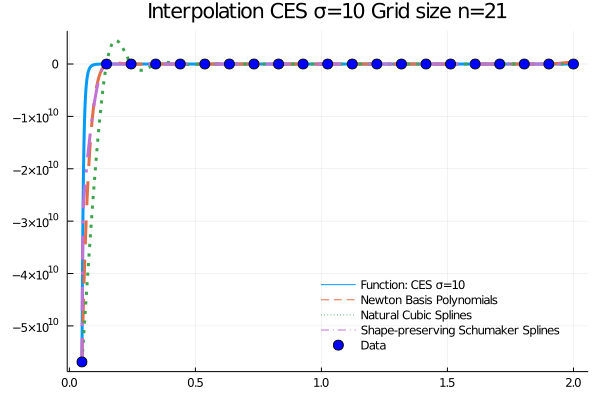 Interpolation CES σ=10 Grid size n=21
0
−1×10¹⁰
−2×10¹⁰
−3×10¹⁰
−4×10¹⁰
−5×10¹⁰
Function: CES σ=10
Newton Basis Polynomials
Natural Cubic Splines
Shape-preserving Schumaker Splines
Data
0.0 0.5 1.0 1.5 2.0